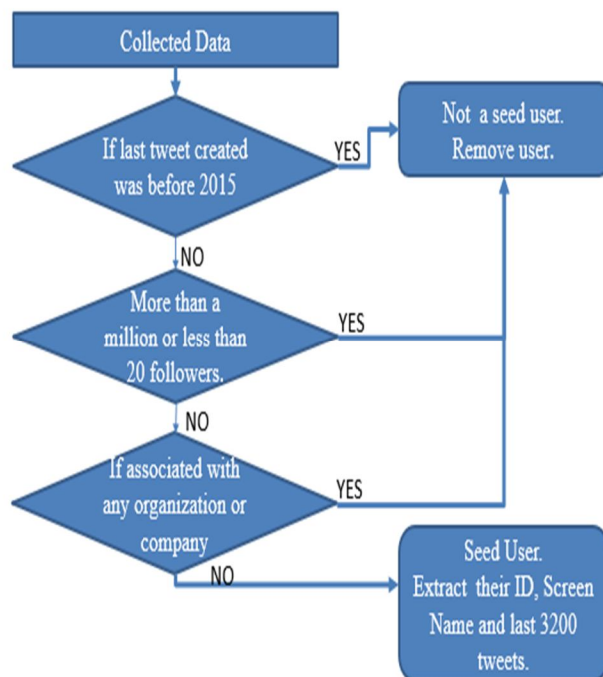 Collected Data
If last tweet created
was before 2015
YES
Not a seed user.
Remove user.
NO
More than a
million or less than
20 followers.
YES
NO
If associated with
any organization or
company
YES
NO
Seed User.
Extract their ID, Screen
Name and last 3200
tweets.